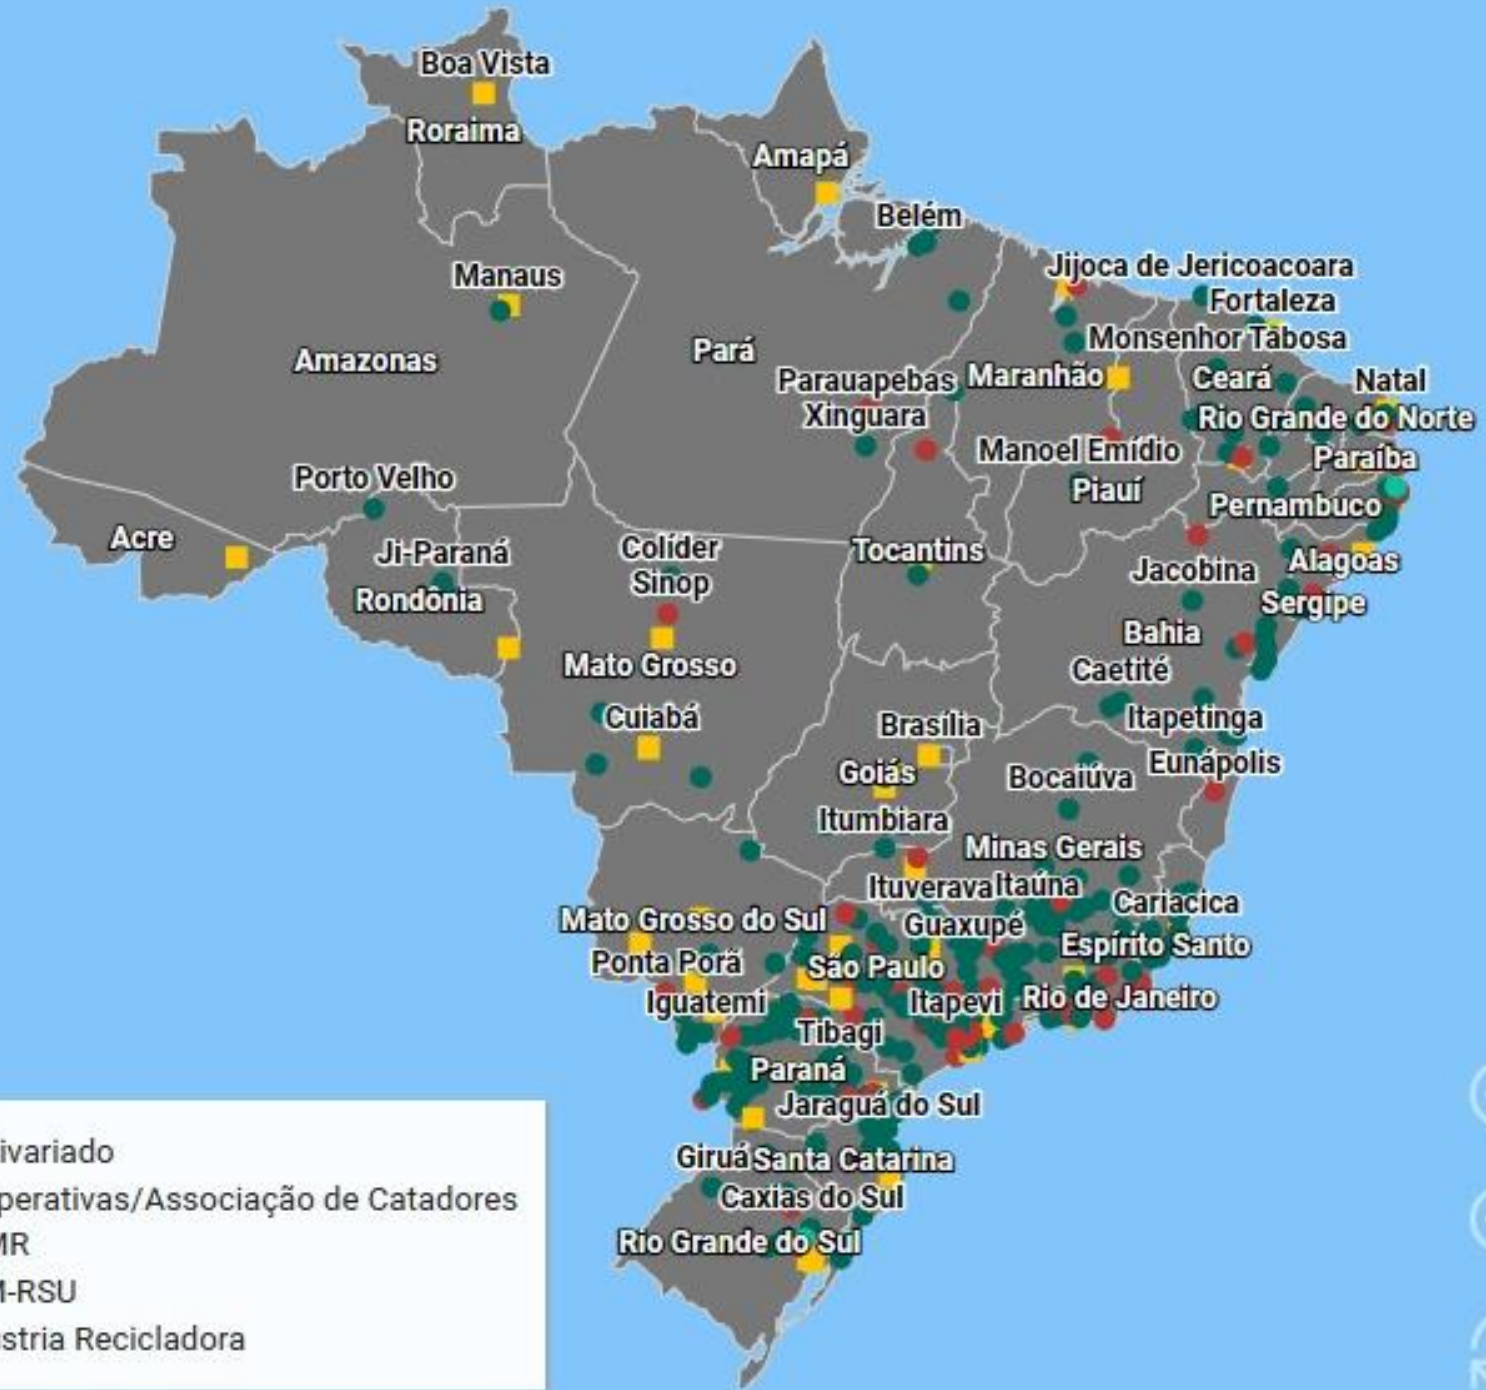 Boa Vista
Roraima
Amapá
Belém
Manaus
Jijoca de Jericoacoara
Fortaleza
Monsenhor Tabosa
Amazonas
Pará
Parauapebas
Maranhão
Ceará
Natal
Xinguara
Rio Grande do Norte
Manoel Emídio
Paraíba
Porto Velho
Piauí
Pernambuco
Acre
Ji-Paraná
Colíder
Tocantins
Alagoas
Sinop
Jacobina
Rondônia
Sergipe
Bahia
Mato Grosso
Caetité
Cuiabá
Brasília
Itapetinga
Goiás
Bocaiúva
Eunápolis
Itumbiara
Minas Gerais
Ituverava
Itaúna
Cariacica
Mato Grosso do Sul
Guaxupé
Espírito Santo
Ponta Porã
São Paulo
Iguatemi
Itapevi
Rio de Janeiro
Tibagi
Paraná
Jaraguá do Sul
Giruá
Santa Catarina
Caxias do Sul
Rio Grande do Sul
ivariado
perativas/Associação de Catadores
MR
M-RSU
stria Recicladora